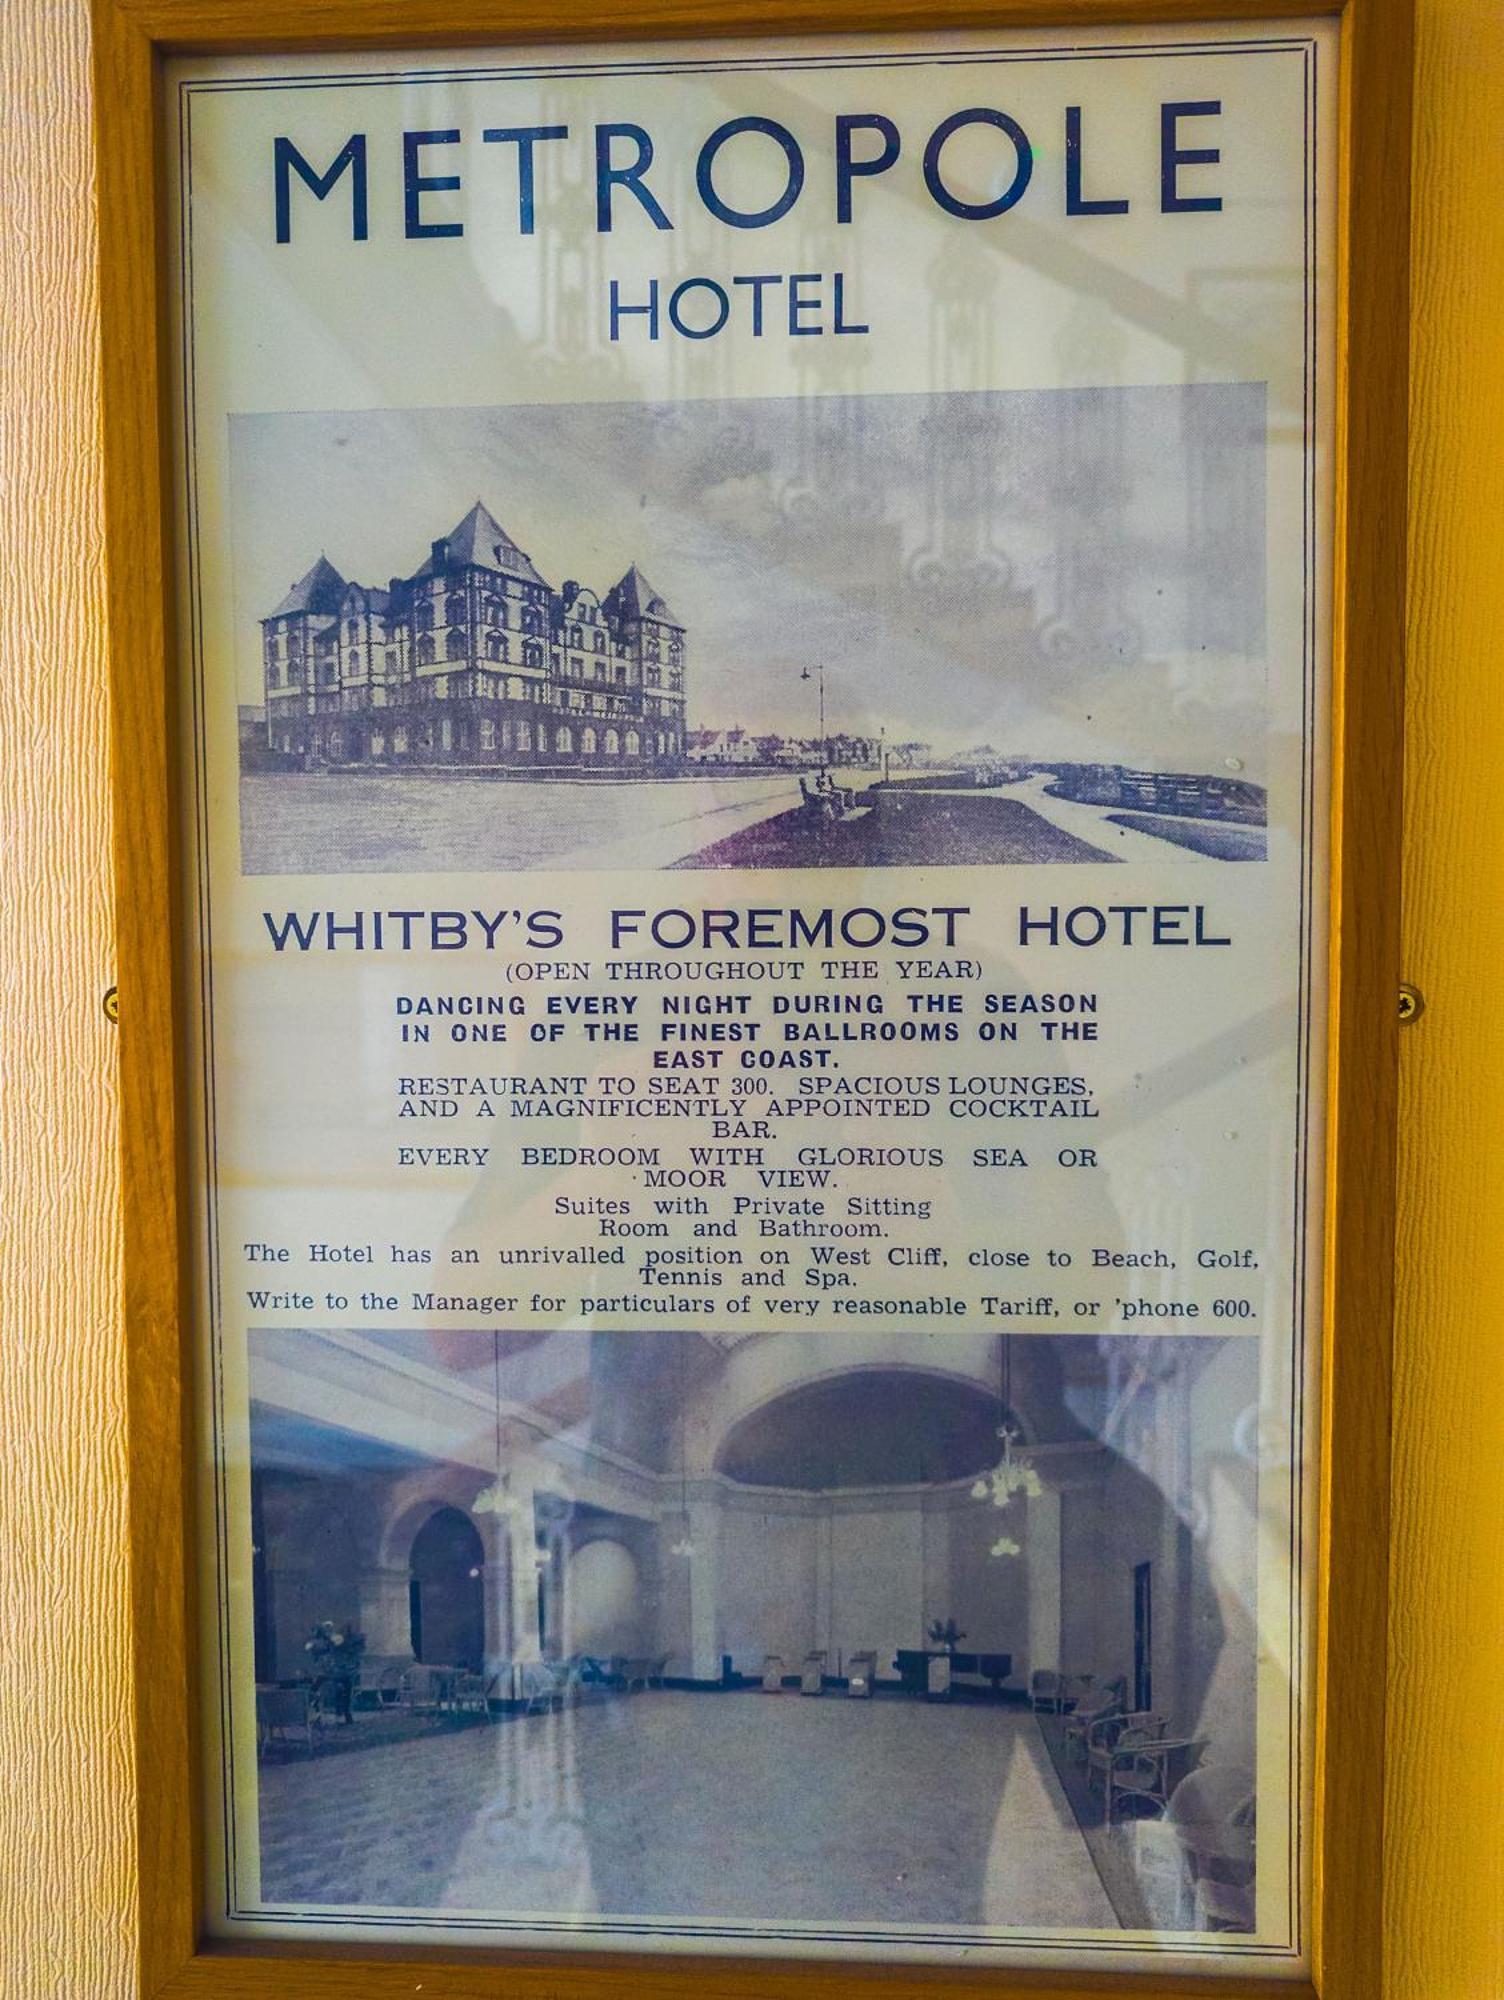 METROPOLE
HOTEL
WHITBY'S FOREMOST HOTEL
(OPEN THROUGHOUT THE YEAR)
DANCING EVERY NIGHT DURING THE SEASON
IN ONE OF THE FINEST BALLROOMS ON THE
EAST COAST.
RESTAURANT TO SEAT 300. SPACIOUS LOUNGES,
AND A MAGNIFICENTLY APPOINTED COCKTAIL
BAR.
EVERY BEDROOM WITH GLORIOUS SEA OR
MOOR VIEW.
Suites with Private Sitting
Room and Bathroom.
The Hotel has an unrivalled position on West Cliff, close to Beach, Golf,
Tennis and Spa.
Write to the Manager for particulars of very reasonable Tariff, or 'phone 600.